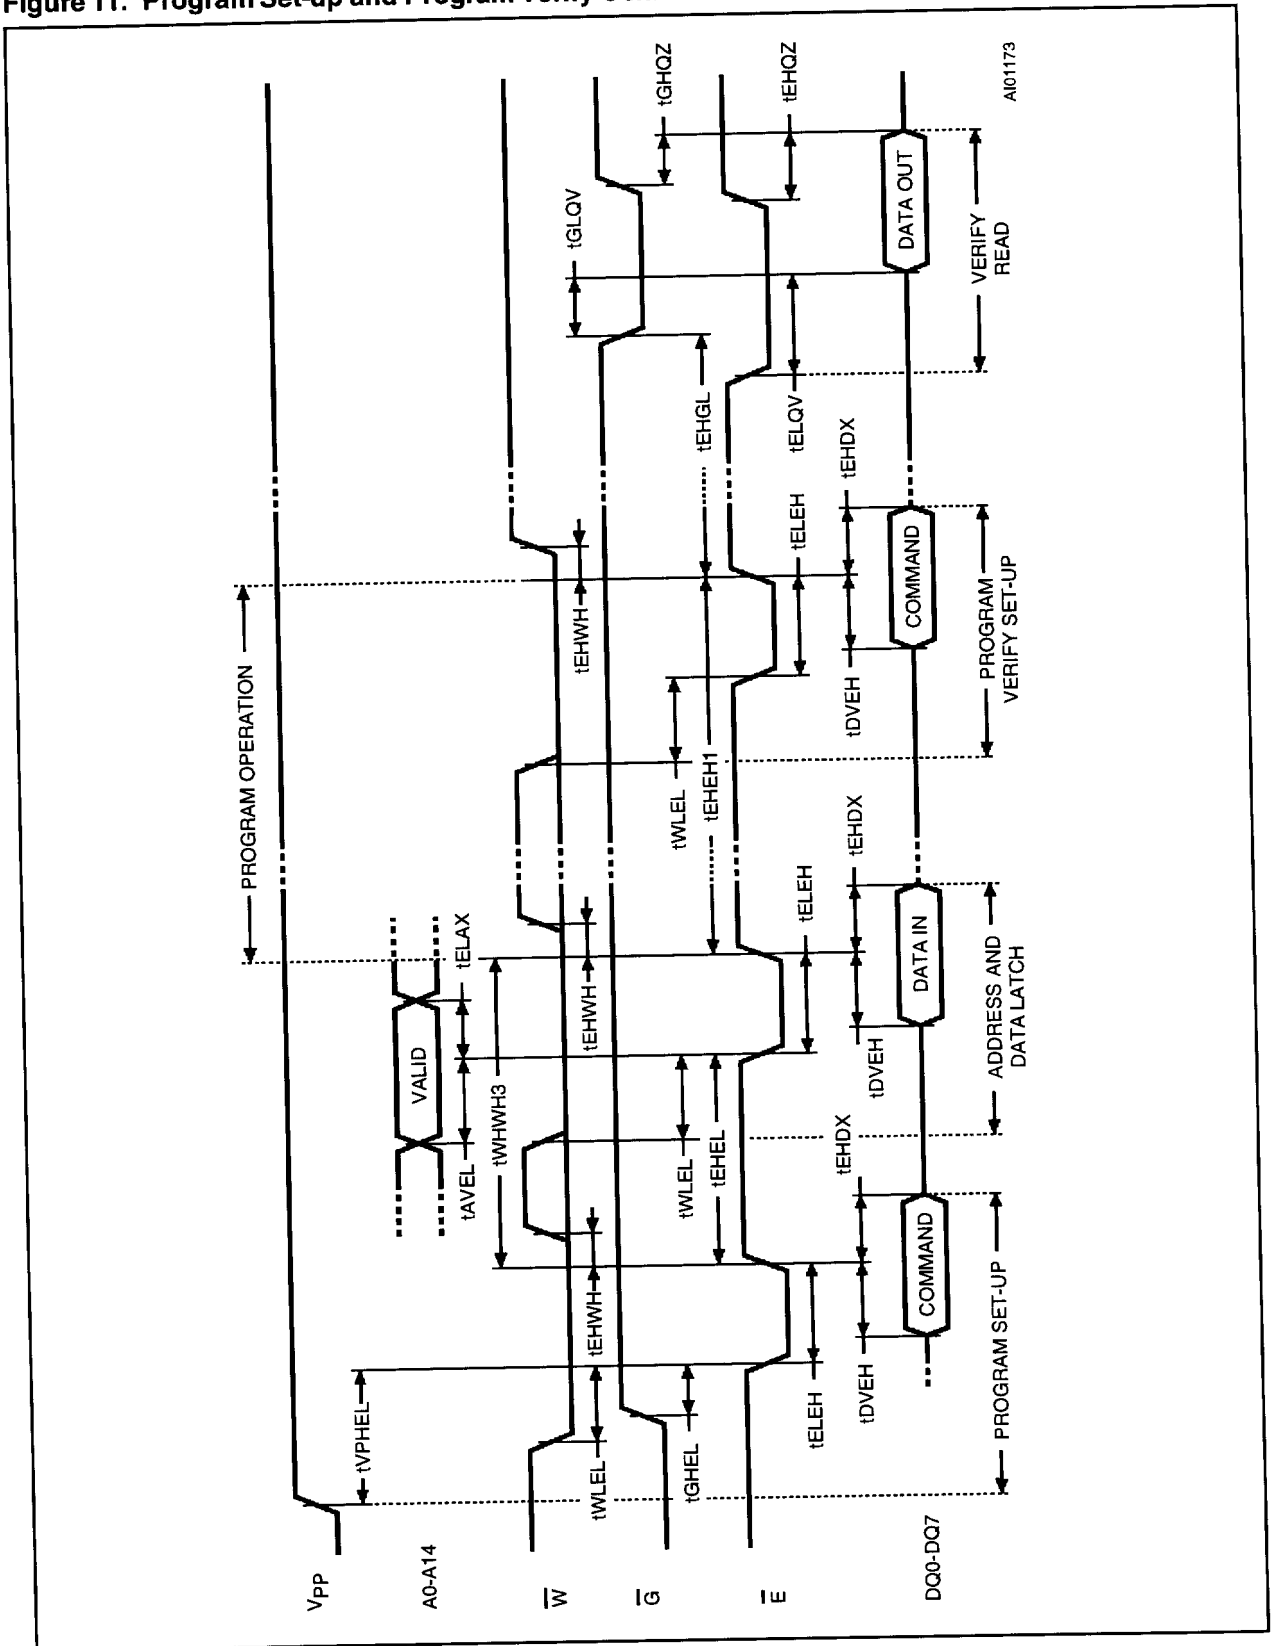 Figure 11. Program Set-up and Program Verify
VPP
A0-A14
W
G
E
DQ0-DQ7
PROGRAM OPERATION
tVPHEL
tAVEL
VALID
tELAX
tWHWH3
tWLEL
tEHWH
tEHWH
tEHWH
tGLQV
tGHEL
tWLEL
tWLEL
tGHQZ
tEHEL
tEHEH1
tEHGL
tELEH
tELEH
tELEH
tELQV
tEHQZ
tDVEH
tEHDX
tDVEH
tEHDX
tDVEH
tEHDX
COMMAND
DATA IN
COMMAND
DATA OUT
PROGRAM SET-UP
ADDRESS AND
DATA LATCH
PROGRAM
VERIFY SET-UP
VERIFY
READ
AI01173